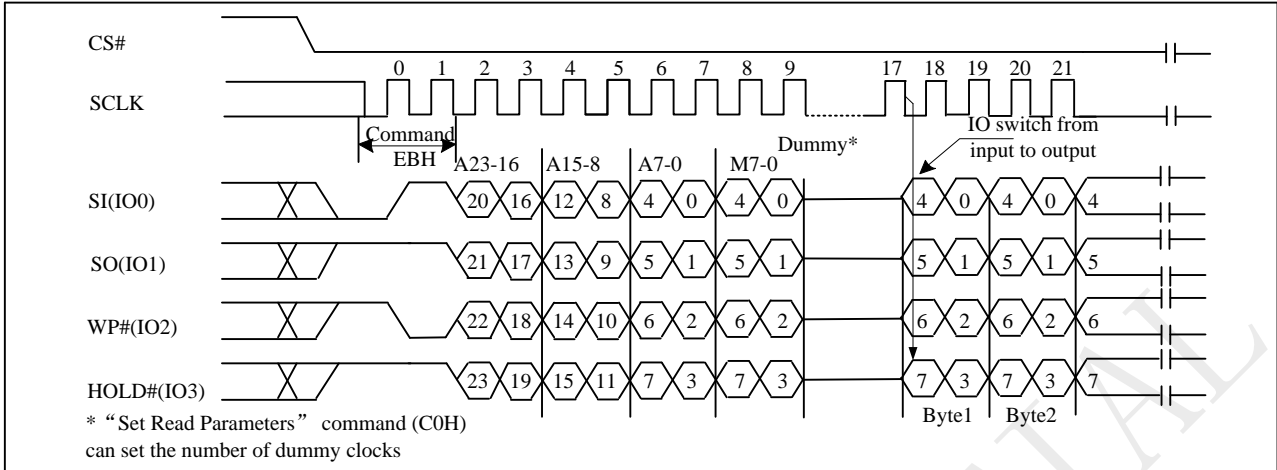 CS#
0 1 2 3 4 5 6 7 8 9 17 18 19 20 21
SCLK
Command
EBH
IO switch from
input to output
Dummy*
A23-16 A15-8 A7-0 M7-0
SI(IO0)
20 16 12 8 4 0 4 0 4 0 4 0 4
SO(IO1)
21 17 13 9 5 1 5 1 5 1 5 1 5
WP#(IO2)
22 18 14 10 6 2 6 2 6 2 6 2 6
HOLD#(IO3)
23 19 15 11 7 3 7 3 7 3 7 3 7
Byte1 Byte2
* “Set Read Parameters” command (C0H)
can set the number of dummy clocks
IAL